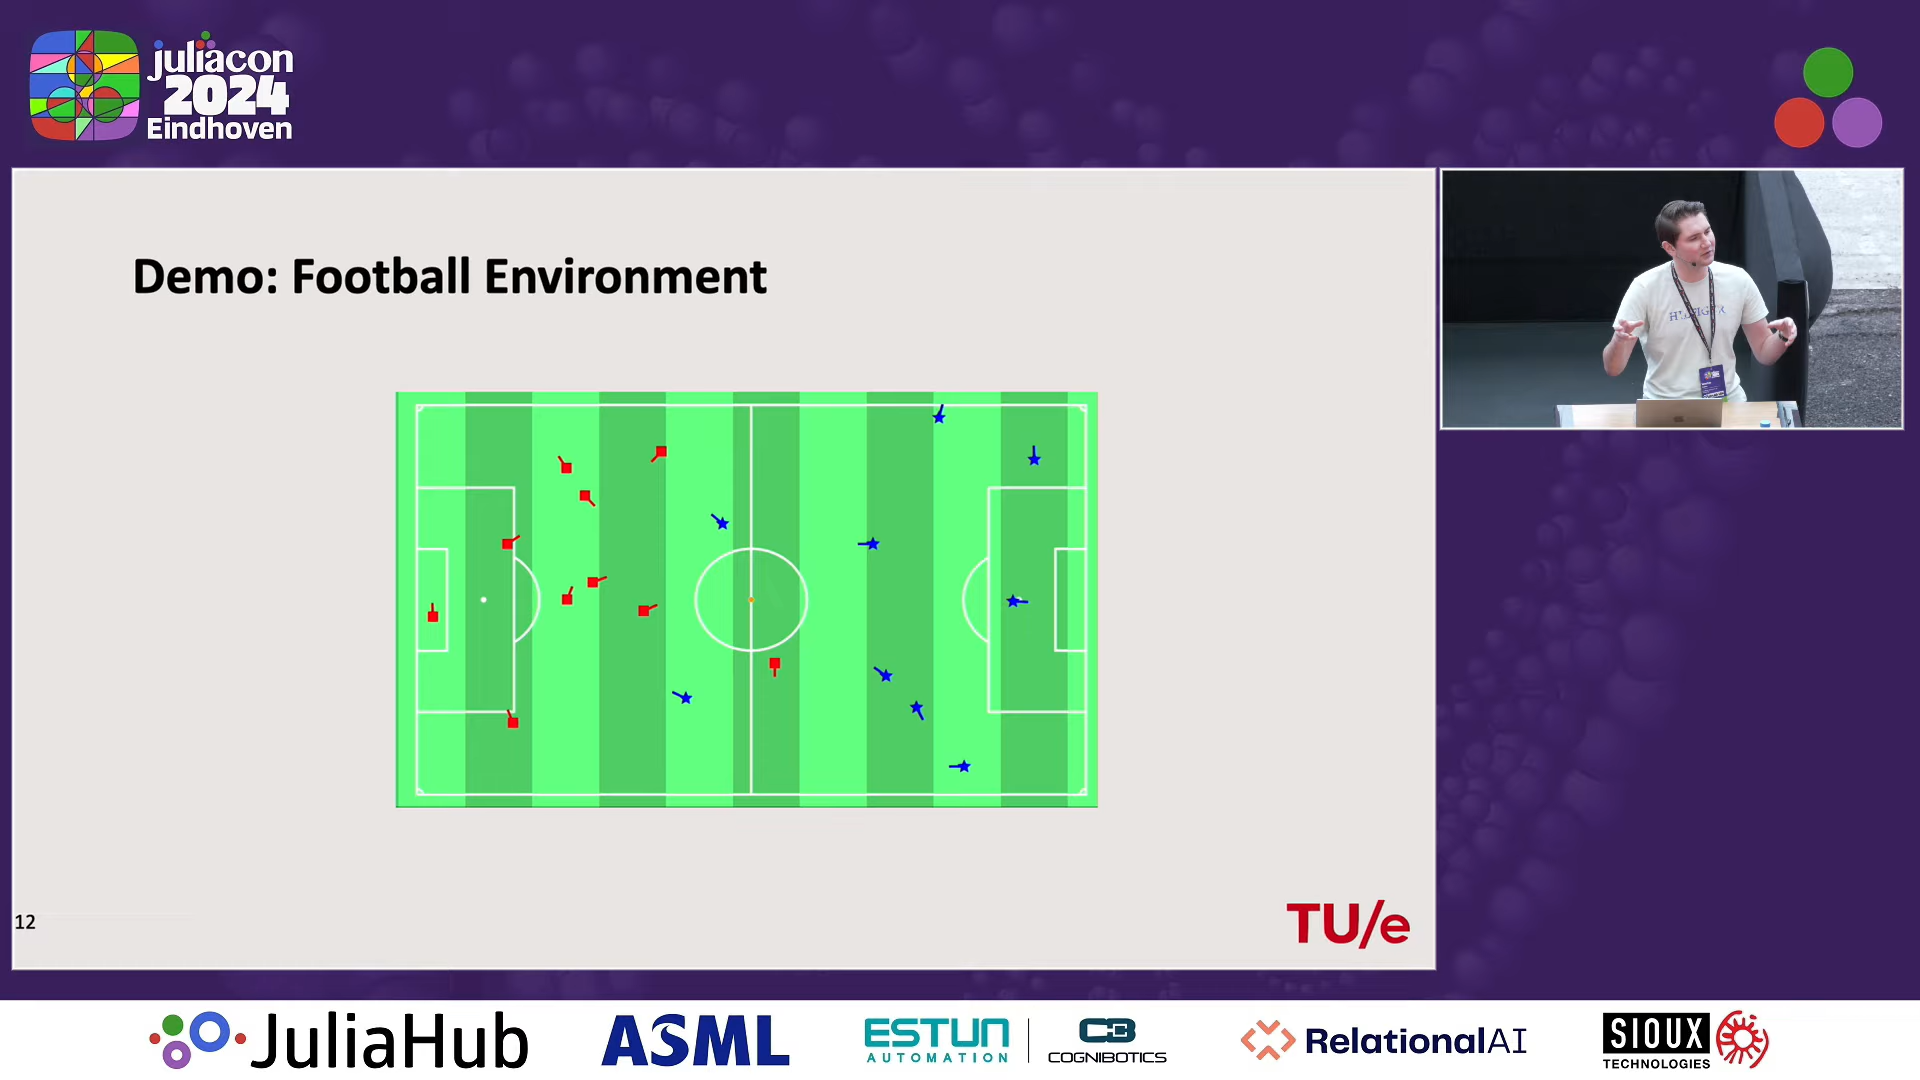 juliacon
2024
Eindhoven
Demo: Football Environment
12
TU/e
JuliaHub
ASML
ESTUN
AUTOMATION
COGNIBOTICS
RelationalAI
SIOUX
TECHNOLOGIES